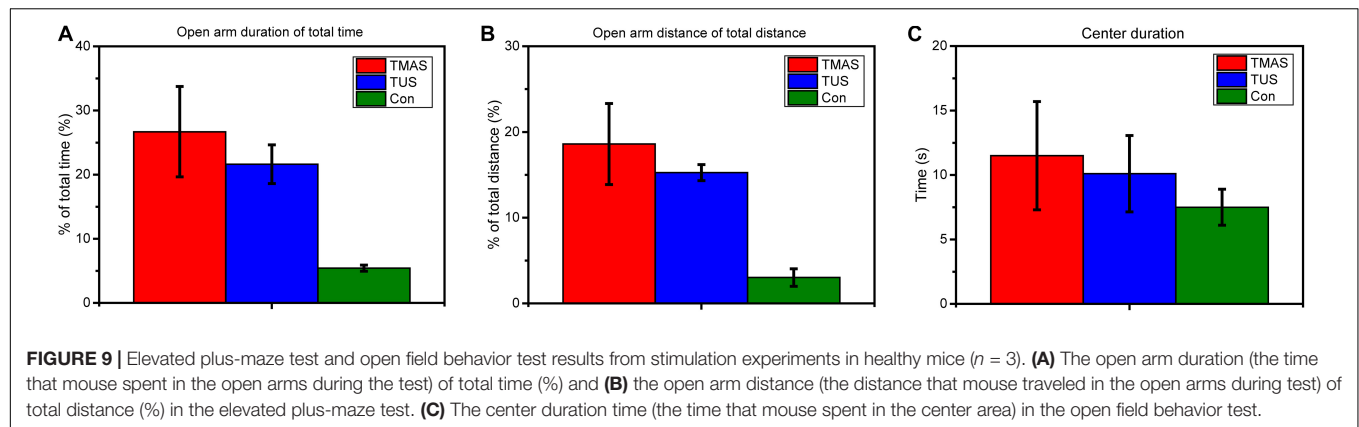 A
Open arm duration of total time
% of total time (%)
40
30
20
10
0
TMAS
TUS
Con
B
Open arm distance of total distance
% of total distance (%)
30
20
10
0
TMAS
TUS
Con
C
Center duration
Time (s)
20
15
10
5
0
TMAS
TUS
Con
FIGURE 9 | Elevated plus-maze test and open field behavior test results from stimulation experiments in healthy mice (n = 3). (A) The open arm duration (the time
that mouse spent in the open arms during the test) of total time (%) and (B) the open arm distance (the distance that mouse traveled in the open arms during test) of
total distance (%) in the elevated plus-maze test. (C) The center duration time (the time that mouse spent in the center area) in the open field behavior test.